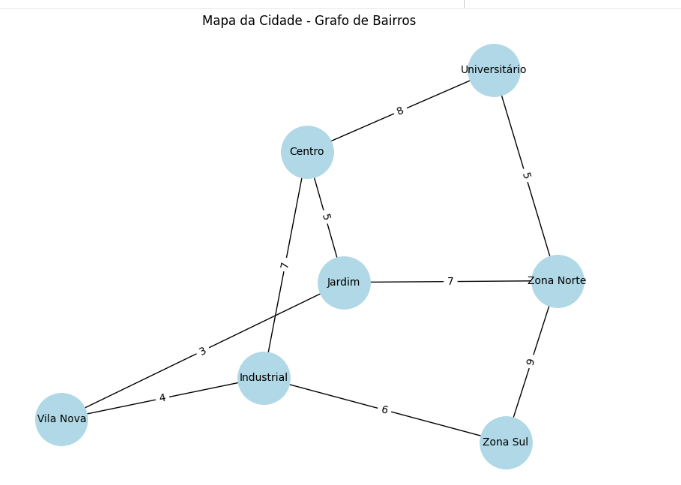 Mapa da Cidade - Grafo de Bairros
Universitário
8
Centro
5
5
7
Jardim
7
Zona Norte
3
Industrial
4
6
Vila Nova
Zona Sul